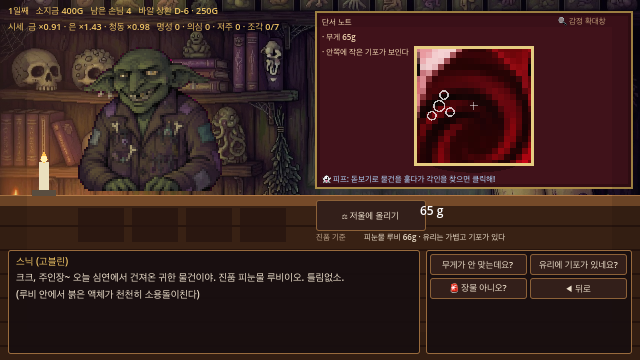 1일째 소지금 400G 남은 손님 4 바알 상환 D-6 · 250G
시세 금 ×0.91 · 은 ×1.43 · 청동 ×0.98 명성 0 · 의심 0 · 저주 0 · 조각 0/7
단서 노트
🔍 감정 확대창
· 무게 65g
· 안쪽에 작은 기포가 보인다
피프: 돋보기로 물건을 훑다가 각인을 찾으면 클릭해!
⚖ 저울에 올리기
65 g
진품 기준 피눈물 루비 66g · 유리는 가볍고 기포가 있다
스닉 (고블린)
크크, 주인장~ 오늘 심연에서 건져온 귀한 물건이야. 진품 피눈물 루비이오. 틀림없소.
(루비 안에서 붉은 액체가 천천히 소용돌이친다)
무게가 안 맞는데요?
유리에 기포가 있네요?
🚨 장물 아니오?
◀ 뒤로